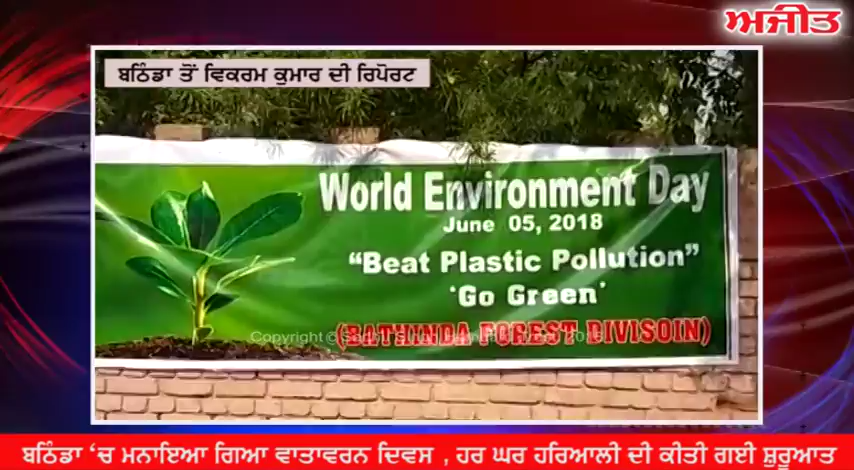 ਅਜੀਤ
ਬਠਿੰਡਾ ਤੋਂ ਵਿਕਰਮ ਕੁਮਾਰ ਦੀ ਰਿਪੋਰਟ
World Environment Day
June 05, 2018
“Beat Plastic Pollution”
‘Go Green’
(BATHINDA FOREST DIVISOIN)
Copyright ©
ਬਠਿੰਡਾ ‘ਚ ਮਨਾਇਆ ਗਿਆ ਵਾਤਾਵਰਨ ਦਿਵਸ , ਹਰ ਘਰ ਹਰਿਆਲੀ ਦੀ ਕੀਤੀ ਗਈ ਸ਼ੁਰੂਆਤ